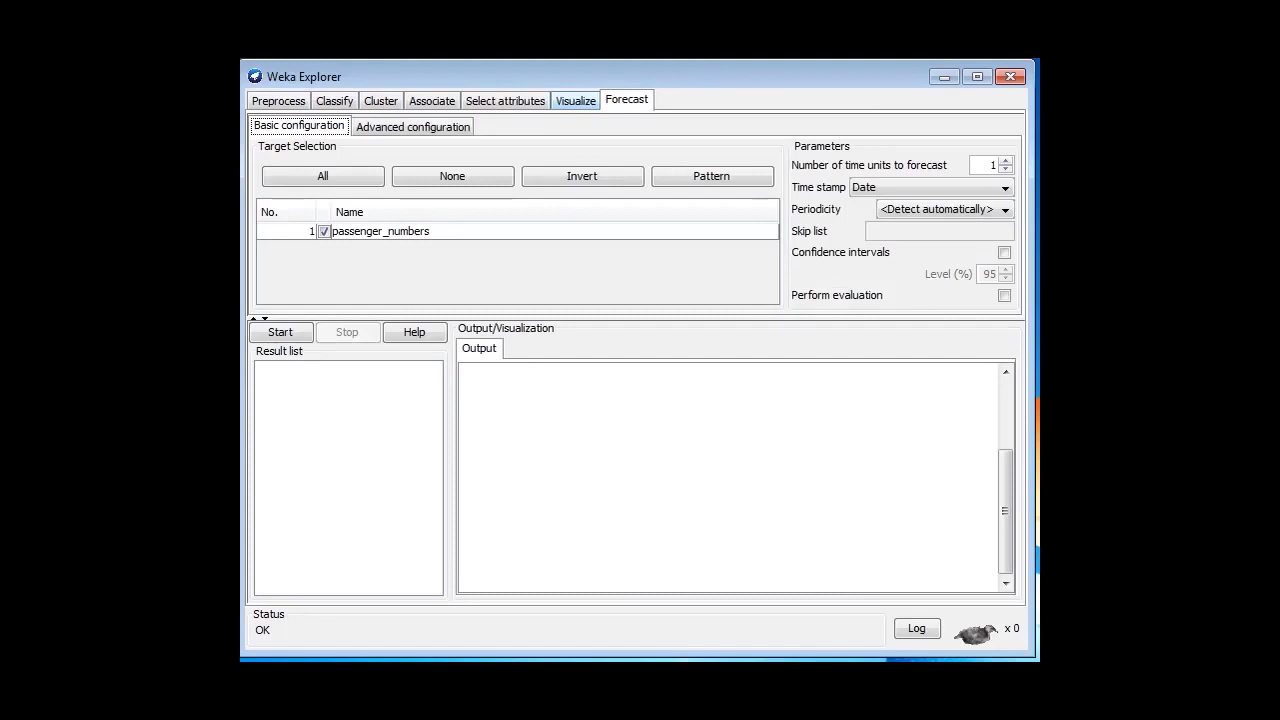 Weka Explorer
Preprocess Classify Cluster Associate Select attributes Visualize Forecast
Basic configuration Advanced configuration
Target Selection
All None Invert Pattern
No. Name
1 passenger_numbers
Parameters
Number of time units to forecast 1
Time stamp Date
Periodicity <Detect automatically>
Skip list
Confidence intervals
Level (%) 95
Perform evaluation
Start Stop Help
Result list
Output/Visualization
Output
Status
OK
Log x 0